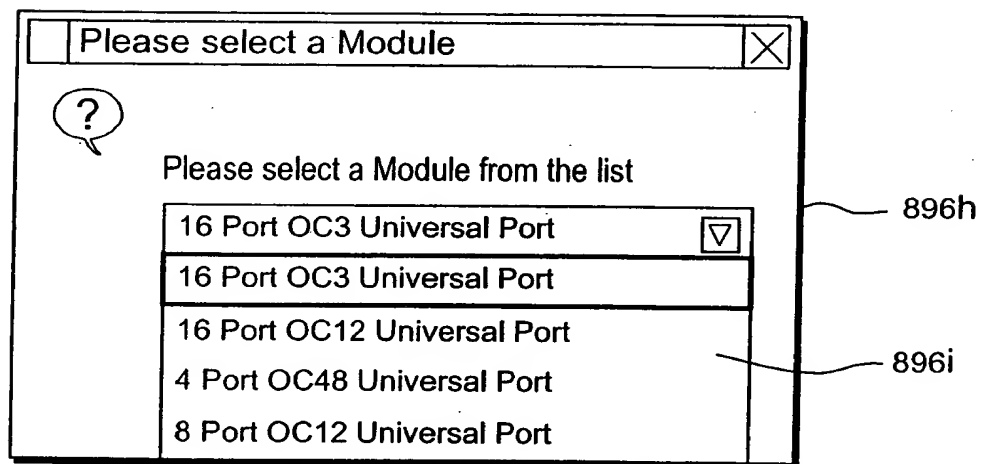 Please select a Module
?
Please select a Module from the list
16 Port OC3 Universal Port
16 Port OC3 Universal Port
16 Port OC12 Universal Port
4 Port OC48 Universal Port
8 Port OC12 Universal Port
896h
896i